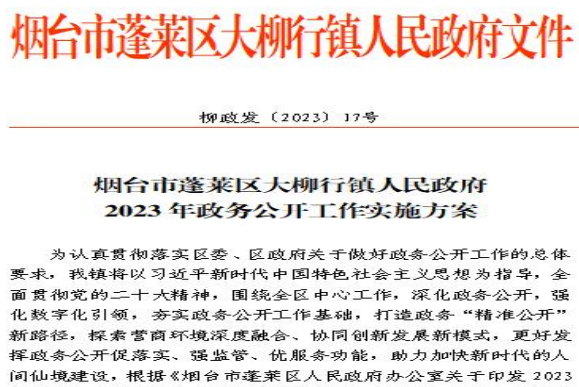 烟台市蓬莱区大柳行镇人民政府文件
柳政发〔2023〕17号
烟台市蓬莱区大柳行镇人民政府
2023年政务公开工作实施方案
为认真贯彻落实区委、区政府关于做好政务公开工作的总体
要求，我镇将以习近平新时代中国特色社会主义思想为指导，全
面贯彻党的二十大精神，围绕全区中心工作，深化政务公开，强
化数字化引领，夯实政务公开工作基础，打造政务“精准公开”
新路径，探索营商环境深度融合、协同创新发展新模式，更好发
挥政务公开促落实、强监管、优服务功能，助力加快新时代的人
间仙境建设，根据《烟台市蓬莱区人民政府办公室关于印发2023